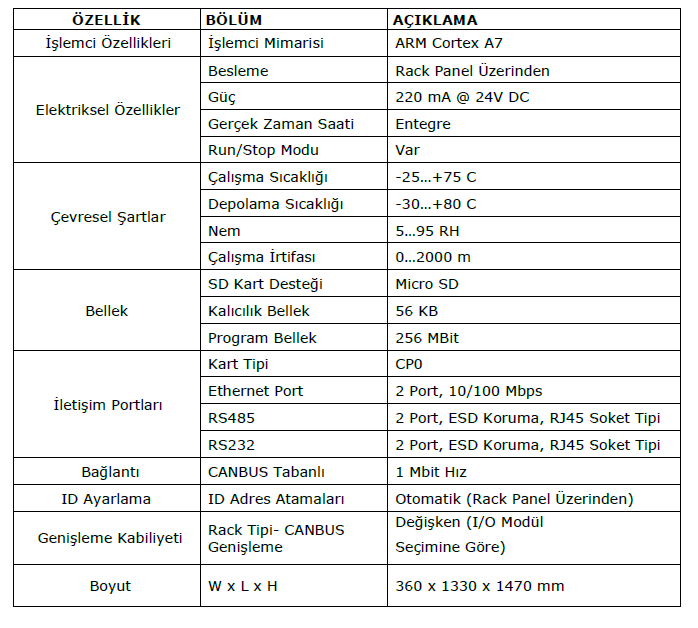 ÖZELLİK BÖLÜM AÇIKLAMA
İşlemci Özellikleri İşlemci Mimarisi ARM Cortex A7
Elektriksel Özellikler Besleme Rack Panel Üzerinden
Güç 220 mA @ 24V DC
Gerçek Zaman Saati Entegre
Run/Stop Modu Var
Çevresel Şartlar Çalışma Sıcaklığı -25...+75 C
Depolama Sıcaklığı -30...+80 C
Nem 5...95 RH
Çalışma İrtifası 0...2000 m
Bellek SD Kart Desteği Micro SD
Kalıcılık Bellek 56 KB
Program Bellek 256 MBit
İletişim Portları Kart Tipi CP0
Ethernet Port 2 Port, 10/100 Mbps
RS485 2 Port, ESD Koruma, RJ45 Soket Tipi
RS232 2 Port, ESD Koruma, RJ45 Soket Tipi
Bağlantı CANBUS Tabanlı 1 Mbit Hız
ID Ayarlama ID Adres Atamaları Otomatik (Rack Panel Üzerinden)
Genişleme Kabiliyeti Rack Tipi- CANBUS Değişken (I/O Modül
Genişleme Seçimine Göre)
Boyut W x L x H 360 x 1330 x 1470 mm